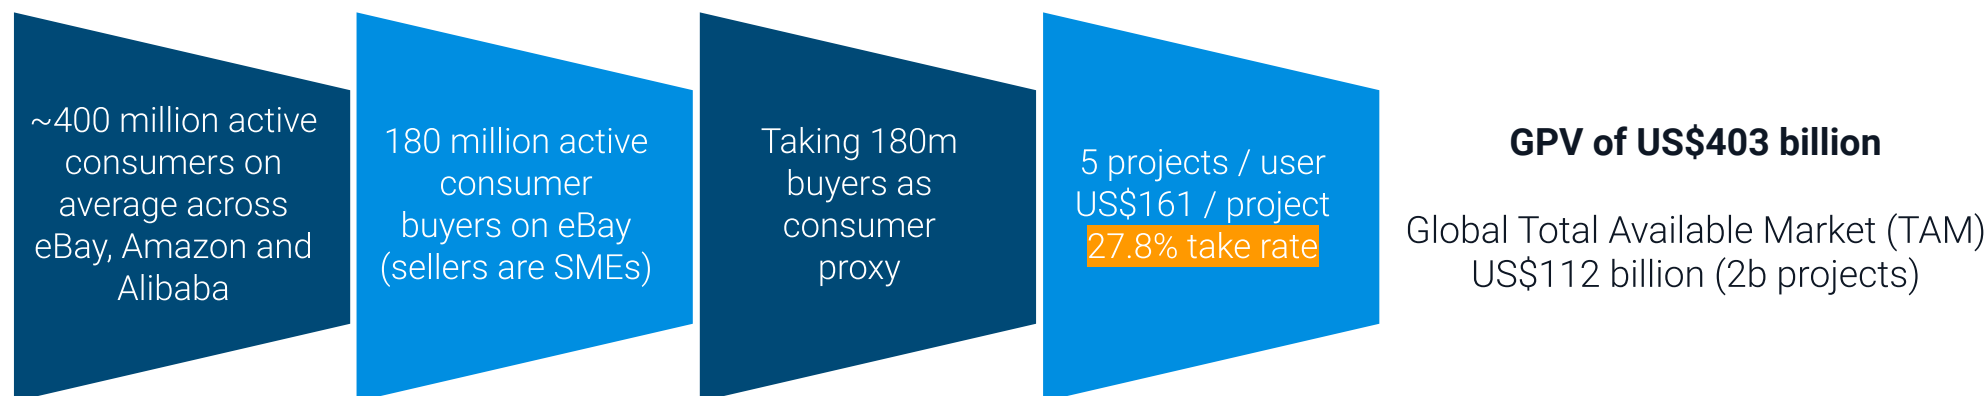 ~400 million active
consumers on
average across
eBay, Amazon and
Alibaba
180 million active
consumer
buyers on eBay
(sellers are SMEs)
Taking 180m
buyers as
consumer
proxy
5 projects / user
US$161 / project
27.8% take rate
GPV of US$403 billion
Global Total Available Market (TAM)
US$112 billion (2b projects)